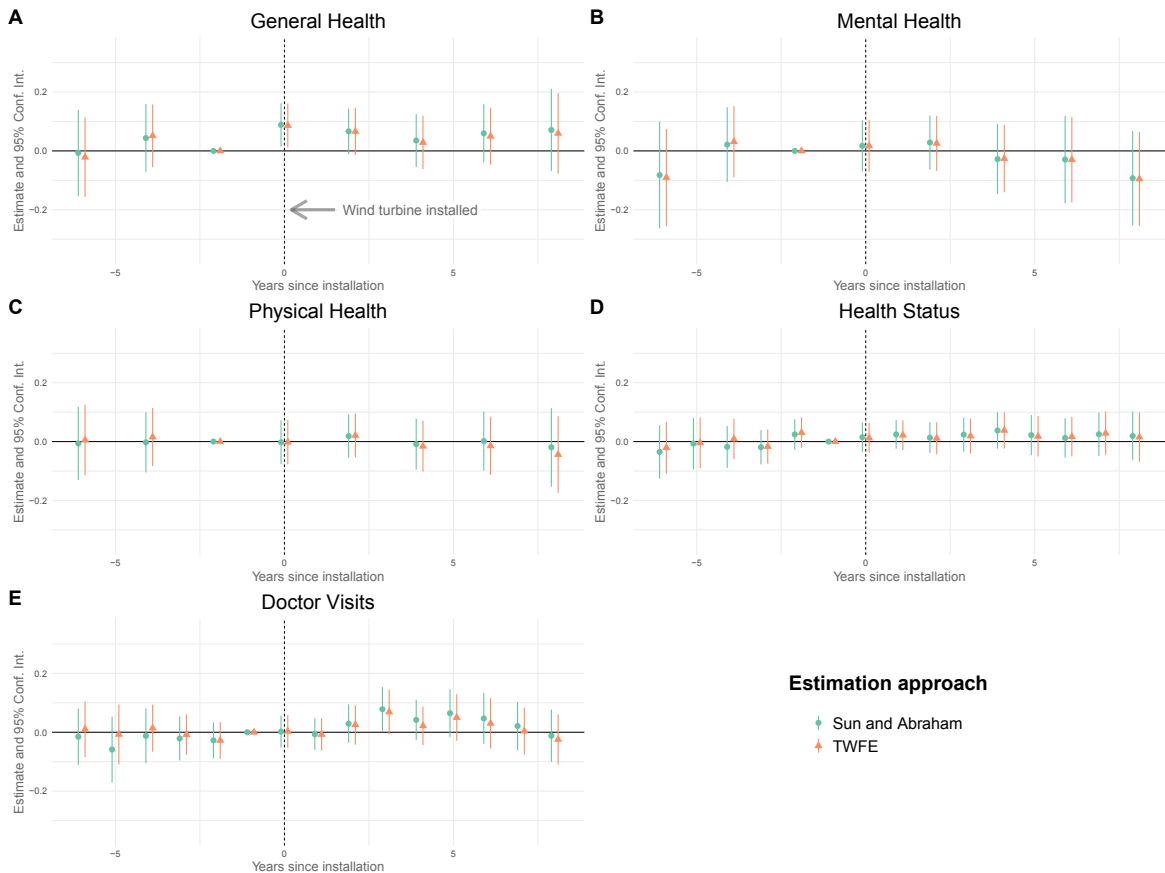 A
General Health
Estimate and 95% Conf. Int.
0.2
0.0
−0.2
Wind turbine installed
−5
0
5
Years since installation
B
Mental Health
Estimate and 95% Conf. Int.
0.2
0.0
−0.2
−5
0
5
Years since installation
C
Physical Health
Estimate and 95% Conf. Int.
0.2
0.0
−0.2
−5
0
5
Years since installation
D
Health Status
Estimate and 95% Conf. Int.
0.2
0.0
−0.2
−5
0
5
Years since installation
E
Doctor Visits
Estimate and 95% Conf. Int.
0.2
0.0
−0.2
−5
0
5
Years since installation
Estimation approach
Sun and Abraham
TWFE